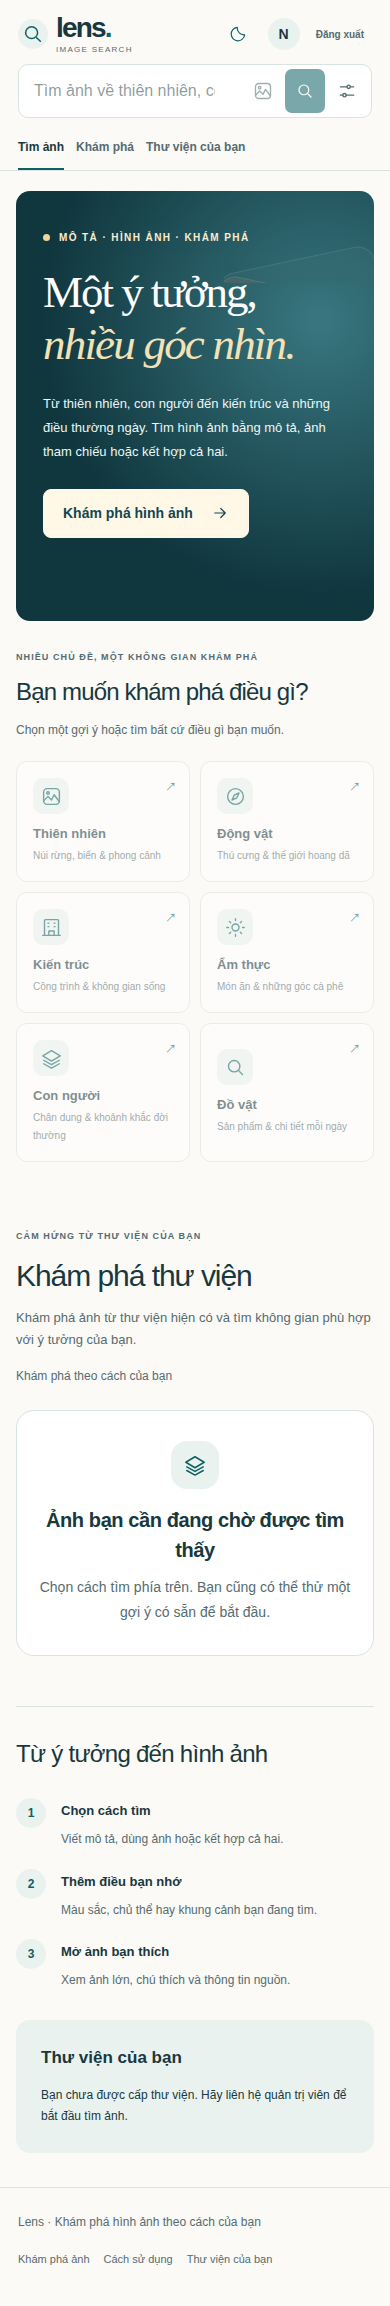 lens.
IMAGE SEARCH
N
Đăng xuất
Tìm ảnh về thiên nhiên, c
Tìm ảnh
Khám phá
Thư viện của bạn
MÔ TẢ · HÌNH ẢNH · KHÁM PHÁ
Một ý tưởng,
nhiều góc nhìn.
Từ thiên nhiên, con người đến kiến trúc và những
điều thường ngày. Tìm hình ảnh bằng mô tả, ảnh
tham chiếu hoặc kết hợp cả hai.
Khám phá hình ảnh →
NHIỀU CHỦ ĐỀ, MỘT KHÔNG GIAN KHÁM PHÁ
Bạn muốn khám phá điều gì?
Chọn một gợi ý hoặc tìm bất cứ điều gì bạn muốn.
↗
Thiên nhiên
Núi rừng, biển & phong cảnh
↗
Động vật
Thú cưng & thế giới hoang dã
↗
Kiến trúc
Công trình & không gian sống
↗
Ẩm thực
Món ăn & những góc cà phê
↗
Con người
Chân dung & khoảnh khắc đời
thường
↗
Đồ vật
Sản phẩm & chi tiết mỗi ngày
CẢM HỨNG TỪ THƯ VIỆN CỦA BẠN
Khám phá thư viện
Khám phá ảnh từ thư viện hiện có và tìm không gian phù hợp
với ý tưởng của bạn.
Khám phá theo cách của bạn
Ảnh bạn cần đang chờ được tìm
thấy
Chọn cách tìm phía trên. Bạn cũng có thể thử một
gợi ý có sẵn để bắt đầu.
Từ ý tưởng đến hình ảnh
1
Chọn cách tìm
Viết mô tả, dùng ảnh hoặc kết hợp cả hai.
2
Thêm điều bạn nhớ
Màu sắc, chủ thể hay khung cảnh bạn đang tìm.
3
Mở ảnh bạn thích
Xem ảnh lớn, chú thích và thông tin nguồn.
Thư viện của bạn
Bạn chưa được cấp thư viện. Hãy liên hệ quản trị viên để
bắt đầu tìm ảnh.
Lens · Khám phá hình ảnh theo cách của bạn
Khám phá ảnh
Cách sử dụng
Thư viện của bạn